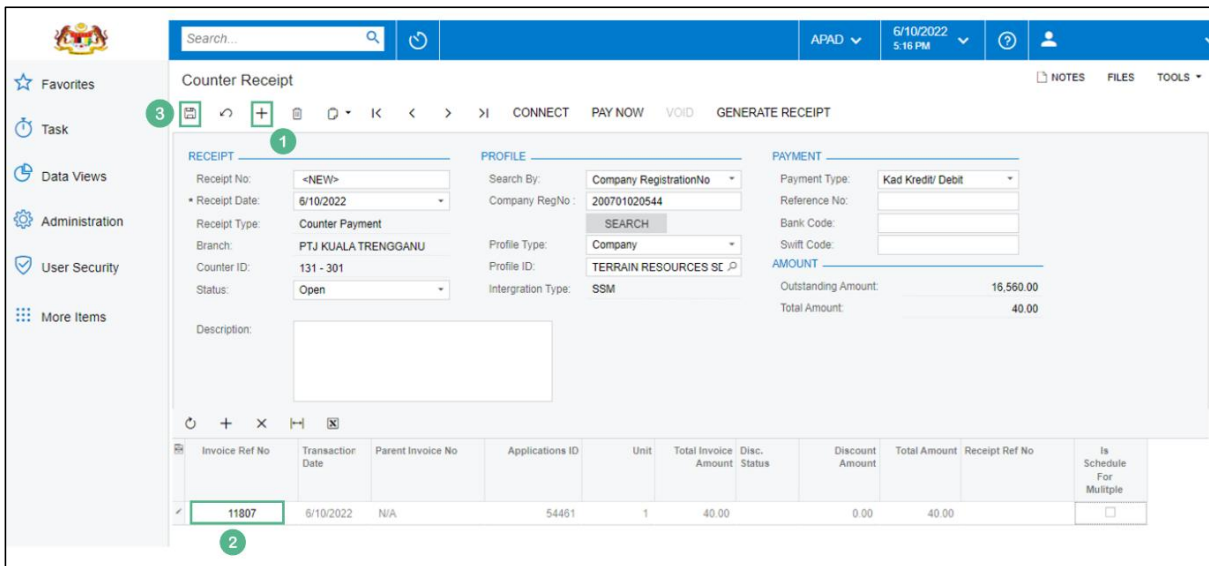 Search...
APAD
6/10/2022
5:16 PM
Favorites
Task
Data Views
Administration
User Security
More Items
Counter Receipt
NOTES FILES TOOLS
3
1
CONNECT PAY NOW VOID GENERATE RECEIPT
RECEIPT
Receipt No: <NEW>
* Receipt Date: 6/10/2022
Receipt Type: Counter Payment
Branch: PTJ KUALA TRENGGANU
Counter ID: 131 - 301
Status: Open
Description:
PROFILE
Search By: Company RegistrationNo
Company RegNo : 200701020544
SEARCH
Profile Type: Company
Profile ID: TERRAIN RESOURCES SD
Intergration Type: SSM
PAYMENT
Payment Type: Kad Kredit/ Debit
Reference No:
Bank Code:
Swift Code:
AMOUNT
Outstanding Amount: 16,560.00
Total Amount: 40.00
Invoice Ref No Transaction Date Parent Invoice No Applications ID Unit Total Invoice Amount Disc. Status Discount Amount Total Amount Receipt Ref No Is Schedule For Mulitple
11807 6/10/2022 N/A 54461 1 40.00 0.00 40.00
2